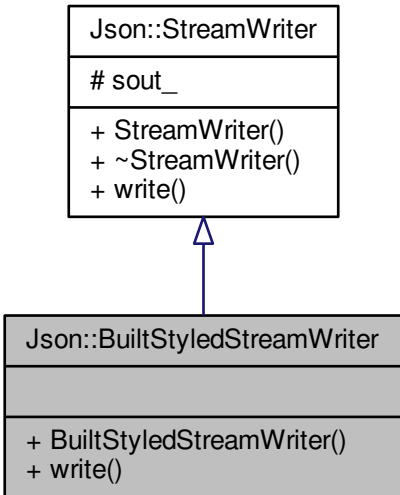 Json::StreamWriter
# sout_
+ StreamWriter()
+ ~StreamWriter()
+ write()
Json::BuiltStyledStreamWriter
+ BuiltStyledStreamWriter()
+ write()